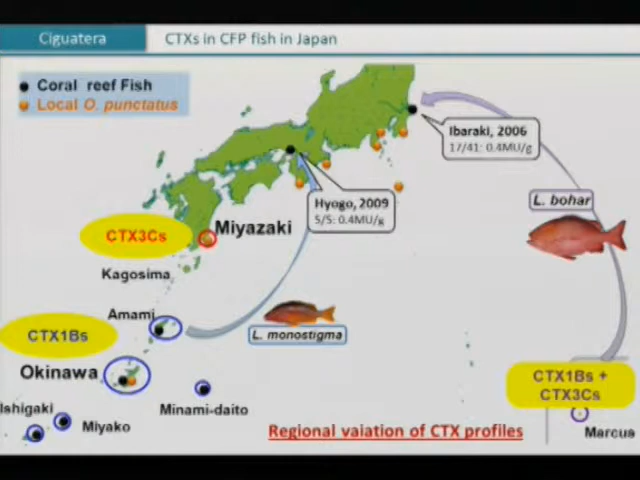 Ciguatera
CTXs in CFP fish in Japan
Coral reef Fish
Local O. punctatus
Ibaraki, 2006
17/41: 0.4MU/g
L. bohar
Hyogo, 2009
5/5: 0.4MU/g
CTX3Cs
Miyazaki
Kagosima
Amami
CTX1Bs
L. monostigma
Okinawa
CTX1Bs +
CTX3Cs
Ishigaki
Minami-daito
Miyako
Regional vaiation of CTX profiles
Marcus